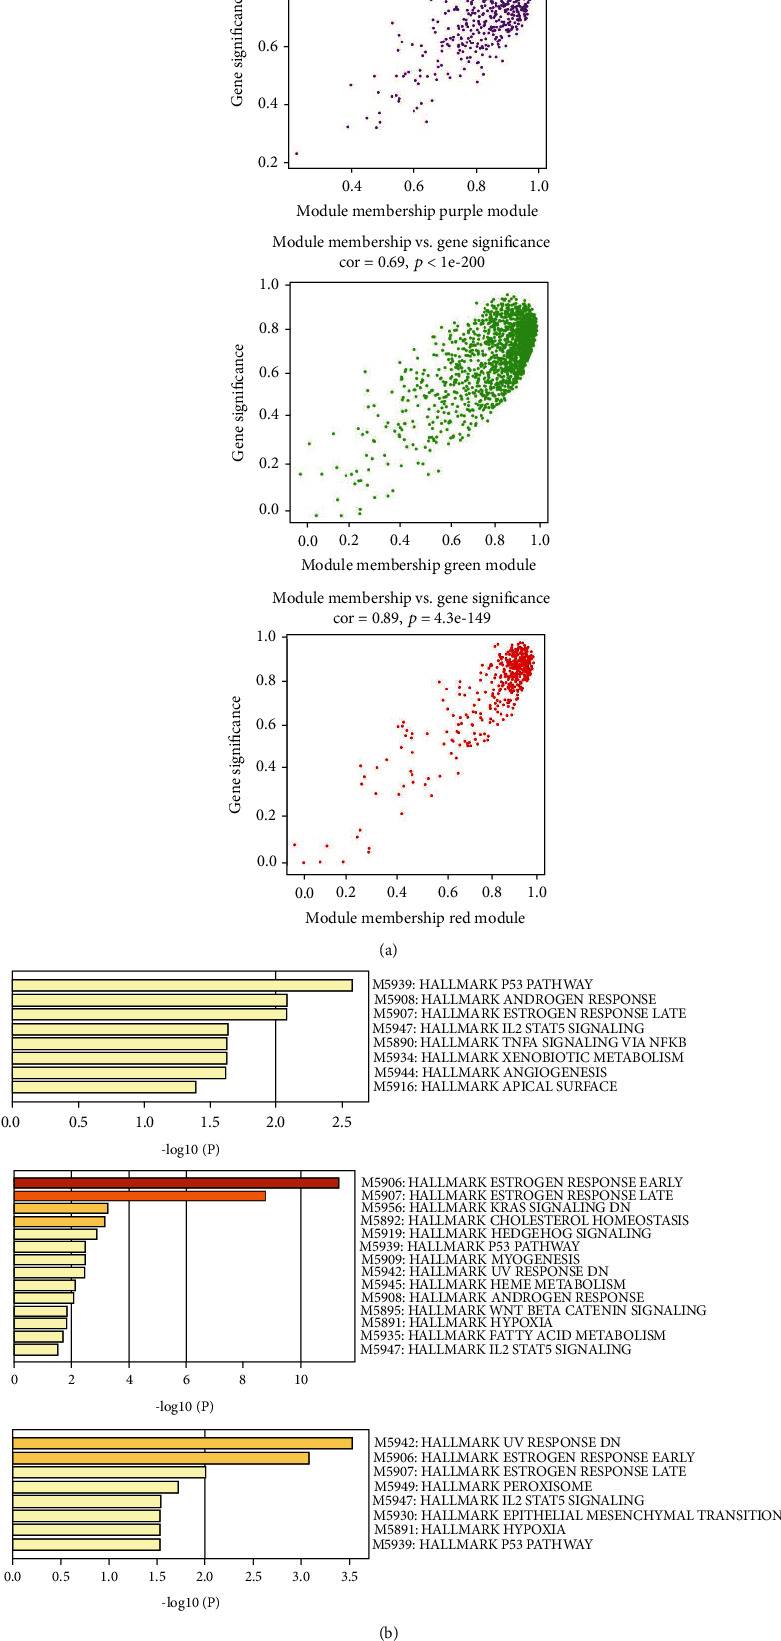 Gene significanc
0.6
0.4
0.2
0.4 0.6 0.8 1.0
Module membership purple module
Module membership vs. gene significance
cor = 0.69, p < 1e-200
Gene significance
1.0
0.8
0.6
0.4
0.2
0.0
0.0 0.2 0.4 0.6 0.8 1.0
Module membership green module
Module membership vs. gene significance
cor = 0.89, p = 4.3e-149
Gene significance
1.0
0.8
0.6
0.4
0.2
0.0
0.0 0.2 0.4 0.6 0.8 1.0
Module membership red module
(a)
M5939: HALLMARK P53 PATHWAY
M5908: HALLMARK ANDROGEN RESPONSE
M5907: HALLMARK ESTROGEN RESPONSE LATE
M5947: HALLMARK IL2 STAT5 SIGNALING
M5890: HALLMARK TNFA SIGNALING VIA NFKB
M5934: HALLMARK XENOBIOTIC METABOLISM
M5944: HALLMARK ANGIOGENESIS
M5916: HALLMARK APICAL SURFACE
0.0 0.5 1.0 1.5 2.0 2.5
-log10 (P)
M5906: HALLMARK ESTROGEN RESPONSE EARLY
M5907: HALLMARK ESTROGEN RESPONSE LATE
M5956: HALLMARK KRAS SIGNALING DN
M5892: HALLMARK CHOLESTEROL HOMEOSTASIS
M5919: HALLMARK HEDGEHOG SIGNALING
M5939: HALLMARK P53 PATHWAY
M5909: HALLMARK MYOGENESIS
M5942: HALLMARK UV RESPONSE DN
M5945: HALLMARK HEME METABOLISM
M5908: HALLMARK ANDROGEN RESPONSE
M5895: HALLMARK WNT BETA CATENIN SIGNALING
M5891: HALLMARK HYPOXIA
M5935: HALLMARK FATTY ACID METABOLISM
M5947: HALLMARK IL2 STAT5 SIGNALING
0 2 4 6 8 10
-log10 (P)
M5942: HALLMARK UV RESPONSE DN
M5906: HALLMARK ESTROGEN RESPONSE EARLY
M5907: HALLMARK ESTROGEN RESPONSE LATE
M5949: HALLMARK PEROXISOME
M5947: HALLMARK IL2 STAT5 SIGNALING
M5930: HALLMARK EPITHELIAL MESENCHYMAL TRANSITION
M5891: HALLMARK HYPOXIA
M5939: HALLMARK P53 PATHWAY
0.0 0.5 1.0 1.5 2.0 2.5 3.0 3.5
-log10 (P)
(b)